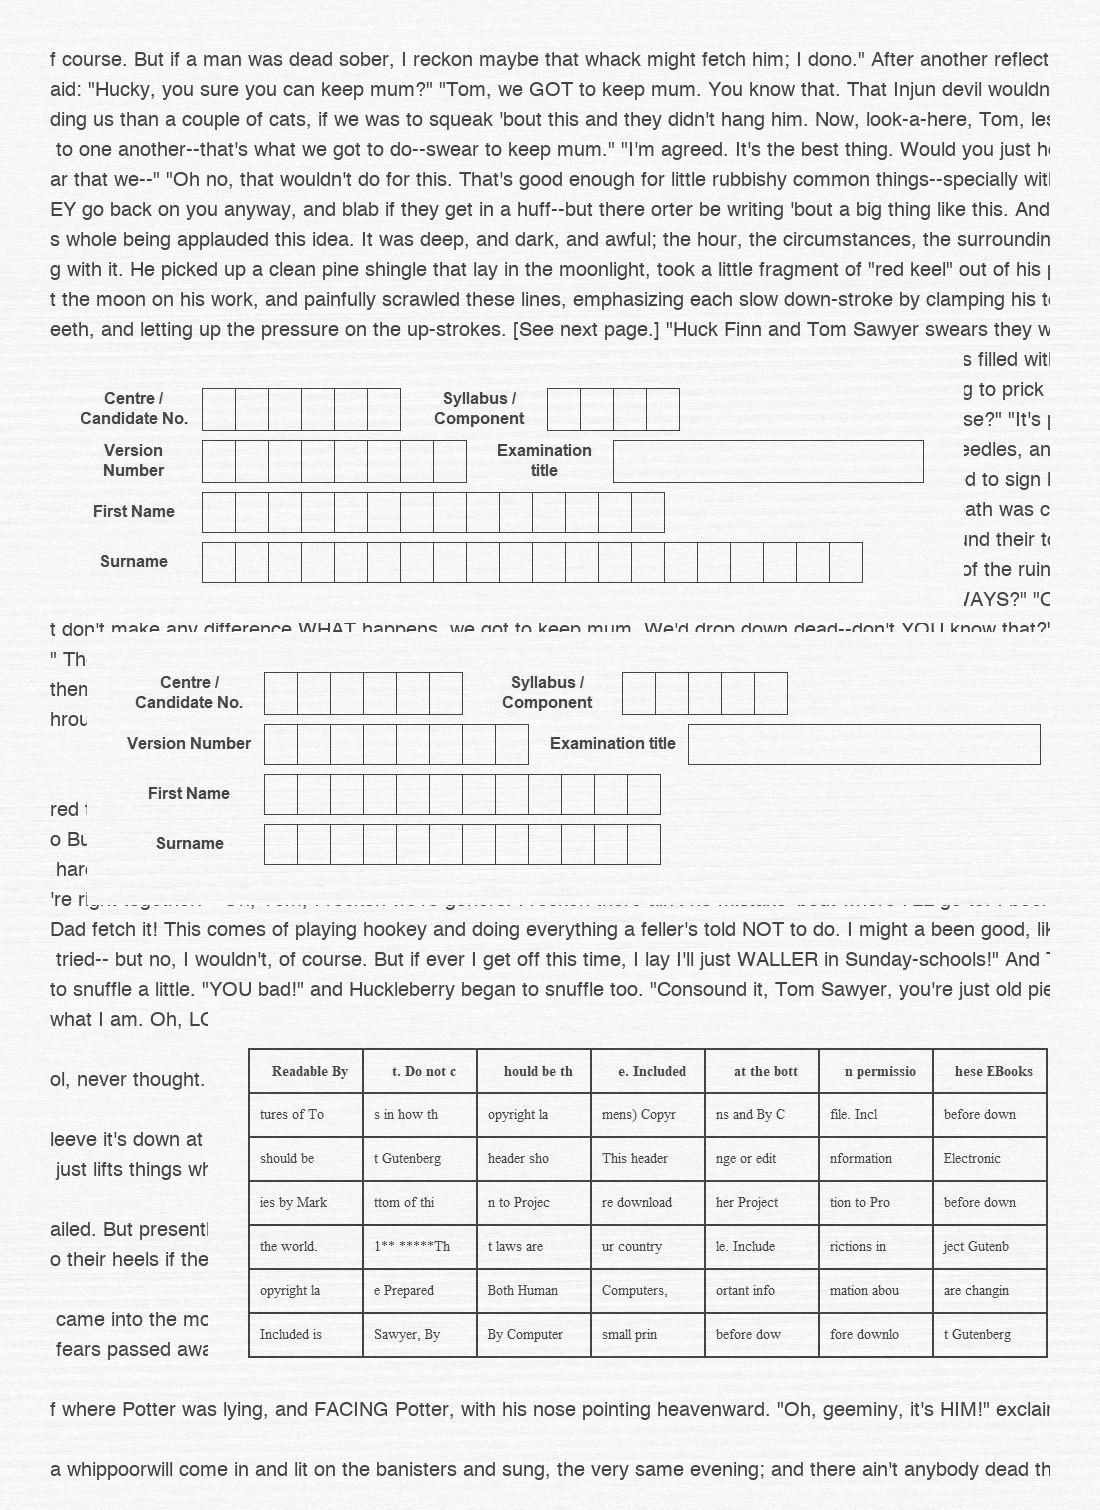 f course. But if a man was dead sober, I reckon maybe that whack might fetch him; I dono." After another reflect
aid: "Hucky, you sure you can keep mum?" "Tom, we GOT to keep mum. You know that. That Injun devil wouldn
ding us than a couple of cats, if we was to squeak 'bout this and they didn't hang him. Now, look-a-here, Tom, les
to one another--that's what we got to do--swear to keep mum." "I'm agreed. It's the best thing. Would you just
ar that we--" "Oh no, that wouldn't do for this. That's good enough for little rubbishy common things--specially with
EY go back on you anyway, and blab if they get in a huff--but there orter be writing 'bout a big thing like this. And
s whole being applauded this idea. It was deep, and dark, and awful; the hour, the circumstances, the surroundin
g with it. He picked up a clean pine shingle that lay in the moonlight, took a little fragment of "red keel" out of his
t the moon on his work, and painfully scrawled these lines, emphasizing each slow down-stroke by clamping his
eeth, and letting up the pressure on the up-strokes. [See next page.] "Huck Finn and Tom Sawyer swears they w
s filled with
g to prick
se?" "It's
eedles, an
d to sign
ath was c
und their
of the ruin
WAYS?"
Centre / Candidate No.
Syllabus / Component
Version Number
Examination title
First Name
Surname
t don't make any difference WHAT happens, we got to keep mum. We'd drop down dead--don't YOU know that?"
" Th
them
hrou
red
o Bu
hard
're right together."
Centre / Candidate No.
Syllabus / Component
Version Number
Examination title
First Name
Surname
Dad fetch it! This comes of playing hookey and doing everything a feller's told NOT to do. I might a been good, lik
tried-- but no, I wouldn't, of course. But if ever I get off this time, I lay I'll just WALLER in Sunday-schools!" And
to snuffle a little. "YOU bad!" and Huckleberry began to snuffle too. "Consound it, Tom Sawyer, you're just old pie
what I am. Oh,
ol, never thought.
leeve it's down at
just lifts things wh
ailed. But presentl
o their heels if the
came into the mo
fears passed awa
Readable By t. Do not c hould be th e. Included at the bott n permissio hese EBooks
tures of To s in how th opyright la mens) Copyr ns and By C file. Incl before down
should be t Gutenberg header sho This header nge or edit nformation Electronic
ies by Mark ttom of thi n to Projec re download her Project tion to Pro before down
the world. 1** *****Th t laws are ur country le. Include rictions in ject Gutenb
opyright la e Prepared Both Human Computers, ortant info mation abou are changin
Included is Sawyer, By By Computer small prin before dow fore downlo t Gutenberg
f where Potter was lying, and FACING Potter, with his nose pointing heavenward. "Oh, geeminy, it's HIM!" exclaim
a whippoorwill come in and lit on the banisters and sung, the very same evening; and there ain't anybody dead th